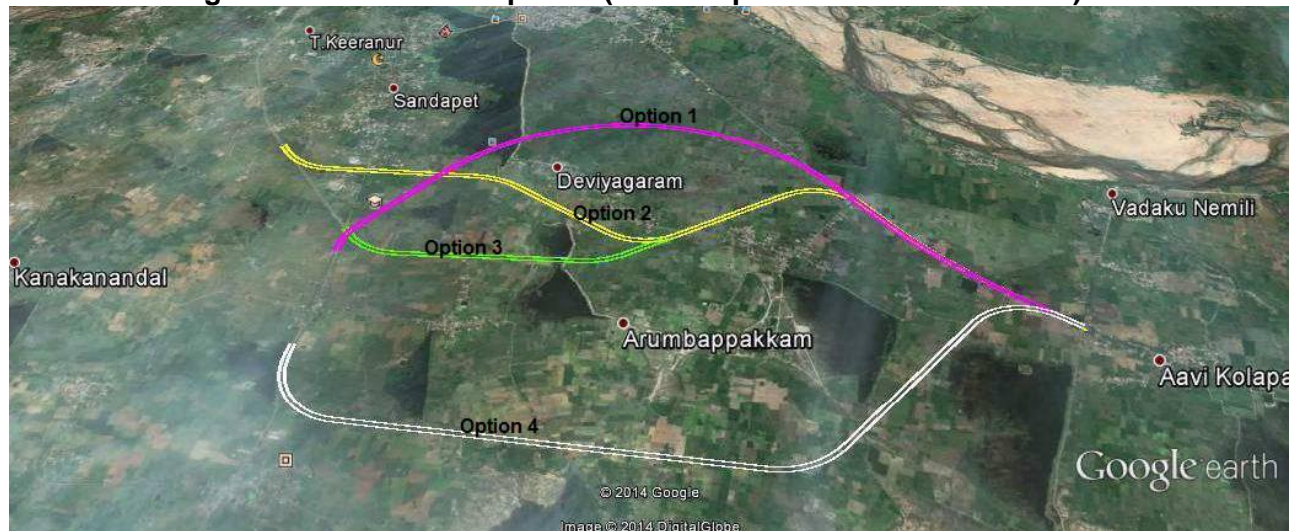 T.Keeranur
Sandapet
Option 1
Deviyagaram
Vadaku Nemili
Option 2
Option 3
Kanakanandal
Arumbappakkam
Aavi Kolapa
Option 4
Google earth
© 2014 Google
Image © 2014 DigitalGlobe